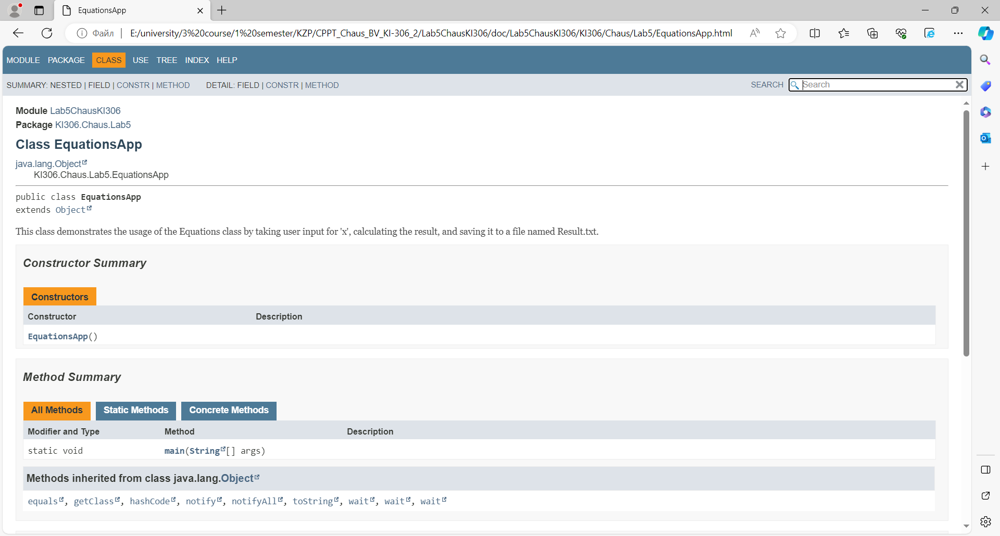 EquationsApp
Файл
E:/university/3%20course/1%20semester/KZP/CPPT_Chaus_BV_KI-306_2/Lab5ChausKI306/doc/Lab5ChausKI306/KI306/Chaus/Lab5/EquationsApp.html
MODULE PACKAGE CLASS USE TREE INDEX HELP
SUMMARY: NESTED | FIELD | CONSTR | METHOD DETAIL: FIELD | CONSTR | METHOD SEARCH Search
Module Lab5ChausKI306
Package KI306.Chaus.Lab5
Class EquationsApp
java.lang.Object
KI306.Chaus.Lab5.EquationsApp
public class EquationsApp
extends Object
This class demonstrates the usage of the Equations class by taking user input for 'x', calculating the result, and saving it to a file named Result.txt.
Constructor Summary
Constructors
Constructor Description
EquationsApp()
Method Summary
All Methods Static Methods Concrete Methods
Modifier and Type Method Description
static void main(String[] args)
Methods inherited from class java.lang.Object
equals, getClass, hashCode, notify, notifyAll, toString, wait, wait, wait